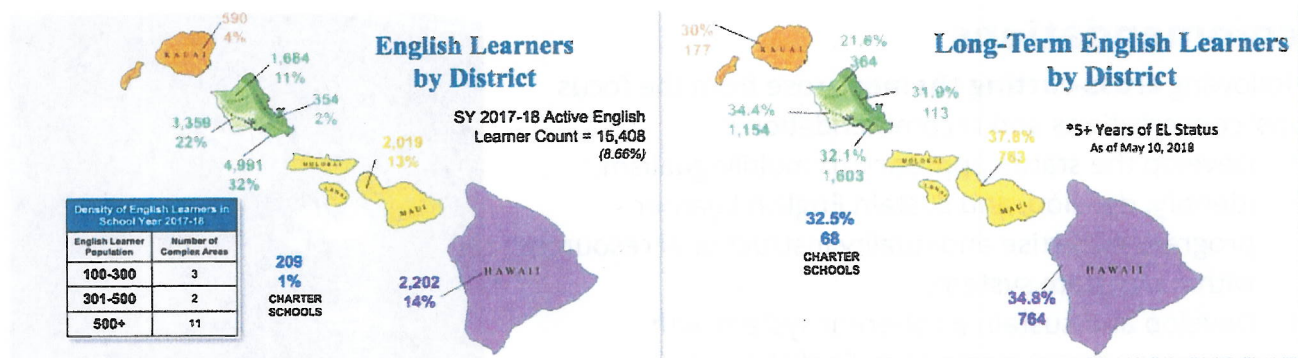 590
4%
KAUAI
1,684
11%
354
2%
3,359
22%
4,991
32%
English Learners
by District
SY 2017-18 Active English
Learner Count = 15,408
(8.66%)
2,019
13%
MOLOKAI
LANAI
MAUI
Density of English Learners in
School Year 2017-18
English Learner Population
Number of Complex Areas
100-300 3
301-500 2
500+ 11
209
1%
CHARTER
SCHOOLS
2,202
14%
HAWAII
30%
177
KAUAI
21.6%
364
31.9%
113
34.4%
1,154
32.1%
1,603
Long-Term English Learners
by District
*5+ Years of EL Status
As of May 10, 2018
37.8%
763
MOLOKAI
LANAI
MAUI
32.5%
68
CHARTER
SCHOOLS
HAWAII
34.8%
764